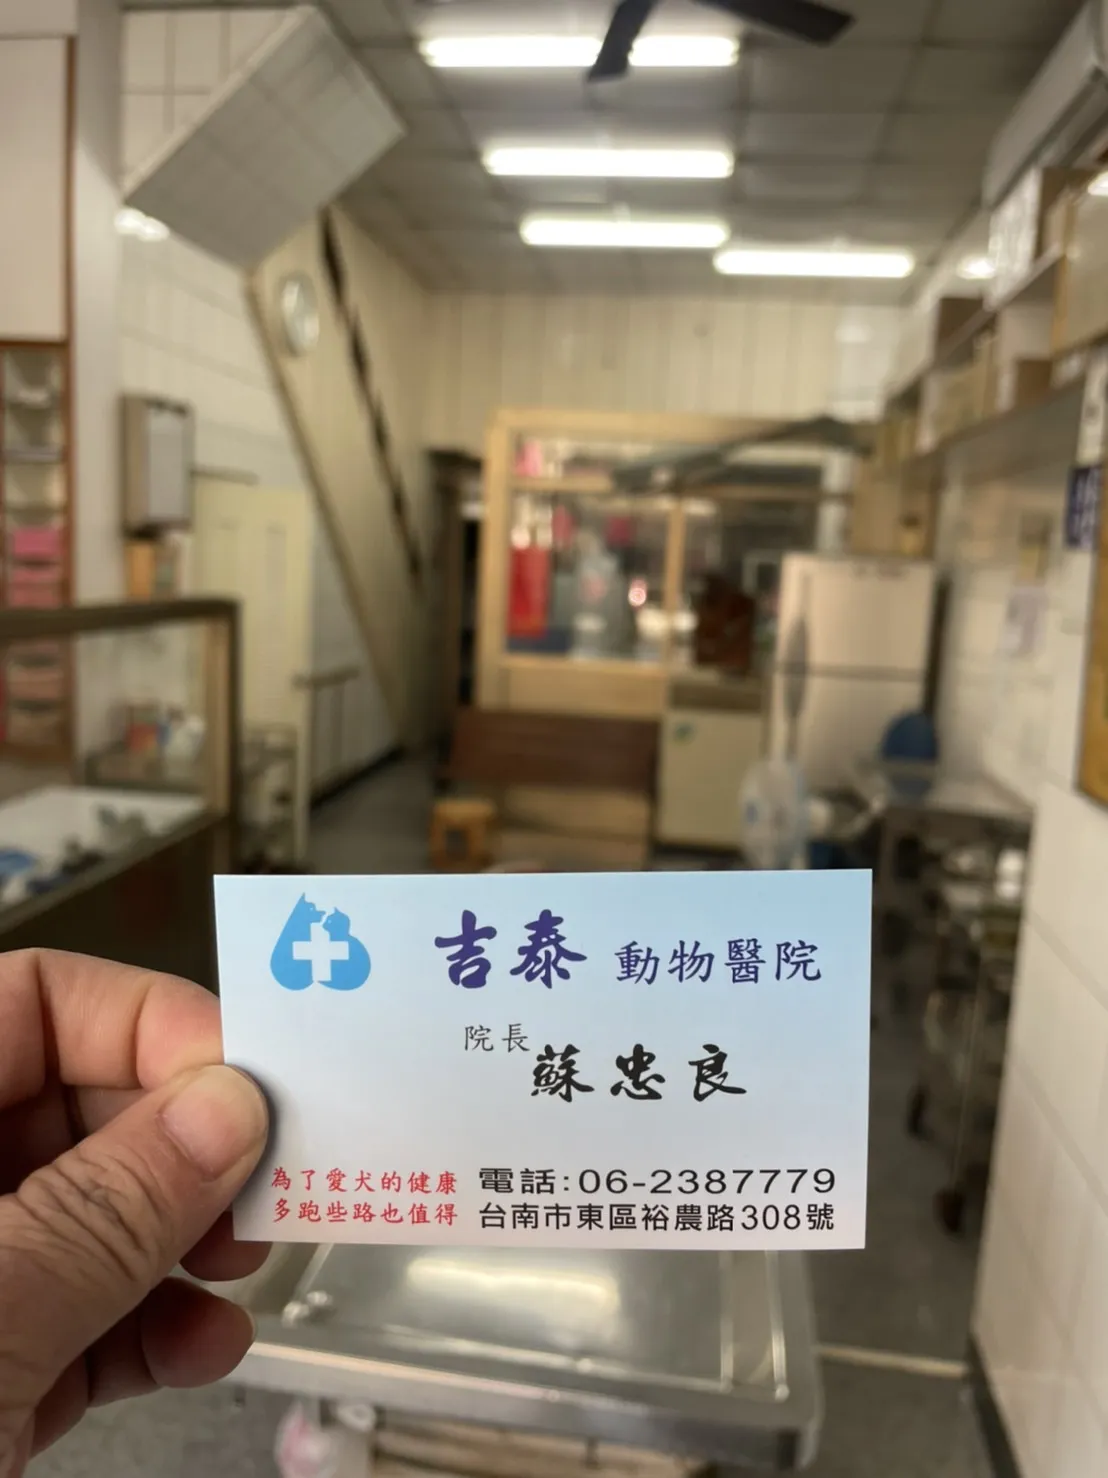 吉泰 動物醫院
院長 蘇忠良
為了愛犬的健康
多跑些路也值得
電話:06-2387779
台南市東區裕農路308號